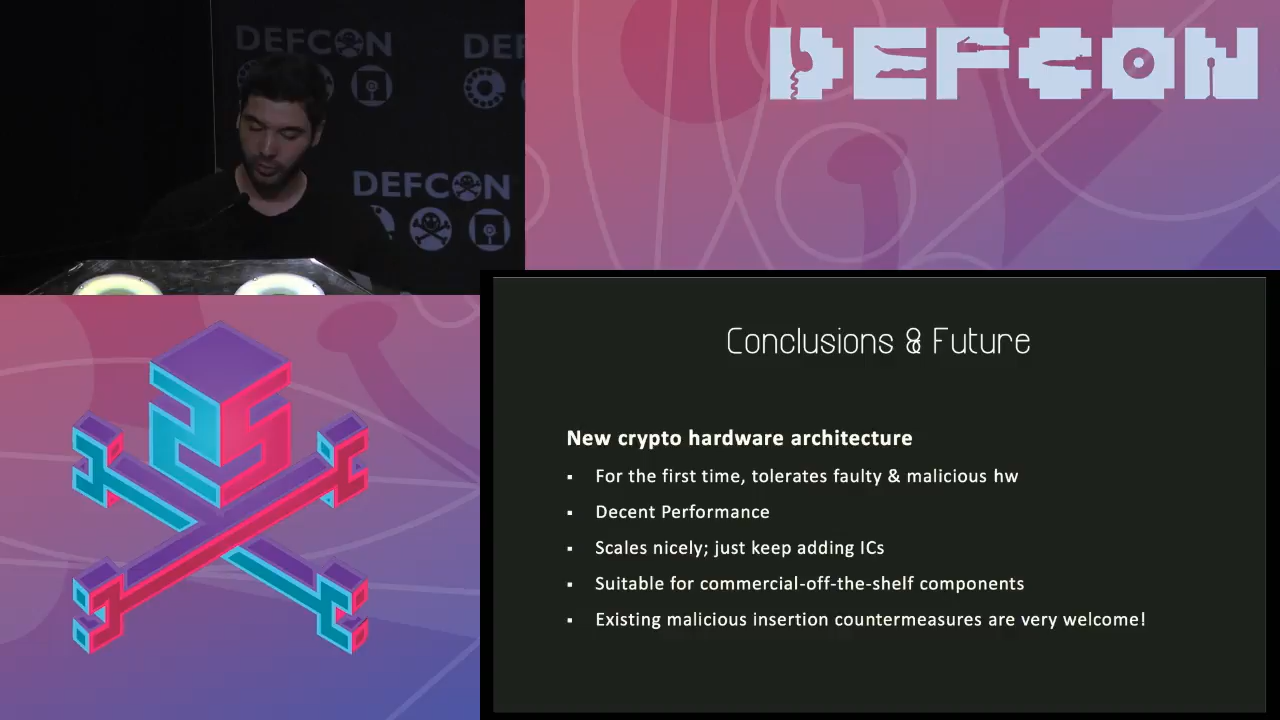 DEFCON
DEF
DEFCON
DEFCON
Conclusions & Future
New crypto hardware architecture
▪ For the first time, tolerates faulty & malicious hw
▪ Decent Performance
▪ Scales nicely; just keep adding ICs
▪ Suitable for commercial-off-the-shelf components
▪ Existing malicious insertion countermeasures are very welcome!